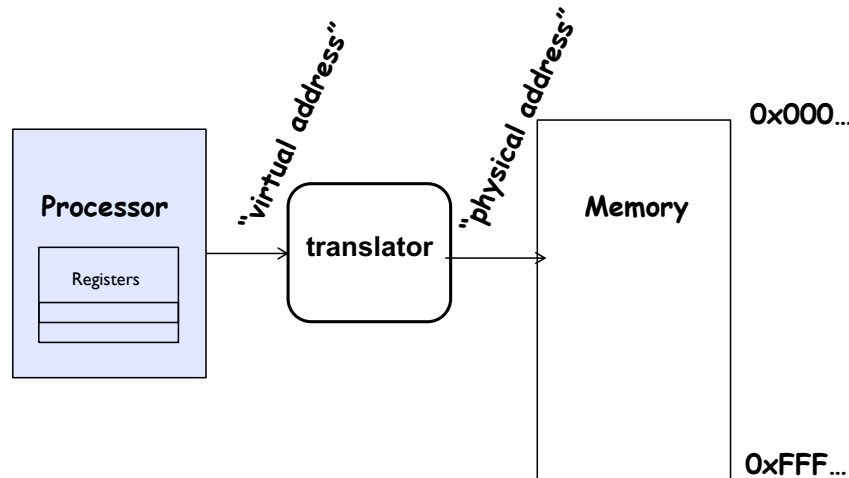 “virtual address”
“physical address”
0x000…
Processor
translator
Memory
Registers
0xFFF…